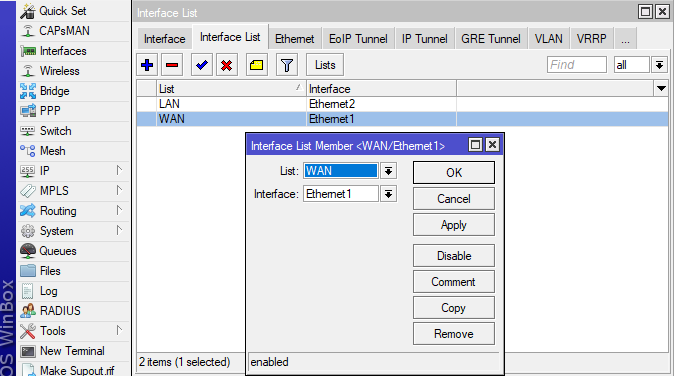 Quick Set
CAPsMAN
Interfaces
Wireless
Bridge
PPP
Switch
Mesh
IP
MPLS
Routing
System
Queues
Files
Log
RADIUS
Tools
New Terminal
Make Supout.rif
OS WinBox
Interface List
Interface Interface List Ethernet EoIP Tunnel IP Tunnel GRE Tunnel VLAN VRRP ...
Lists Find all
List Interface
LAN Ethernet2
WAN Ethernet1
Interface List Member <WAN/Ethernet1>
List: WAN
Interface: Ethernet1
OK
Cancel
Apply
Disable
Comment
Copy
Remove
enabled
2 items (1 selected)